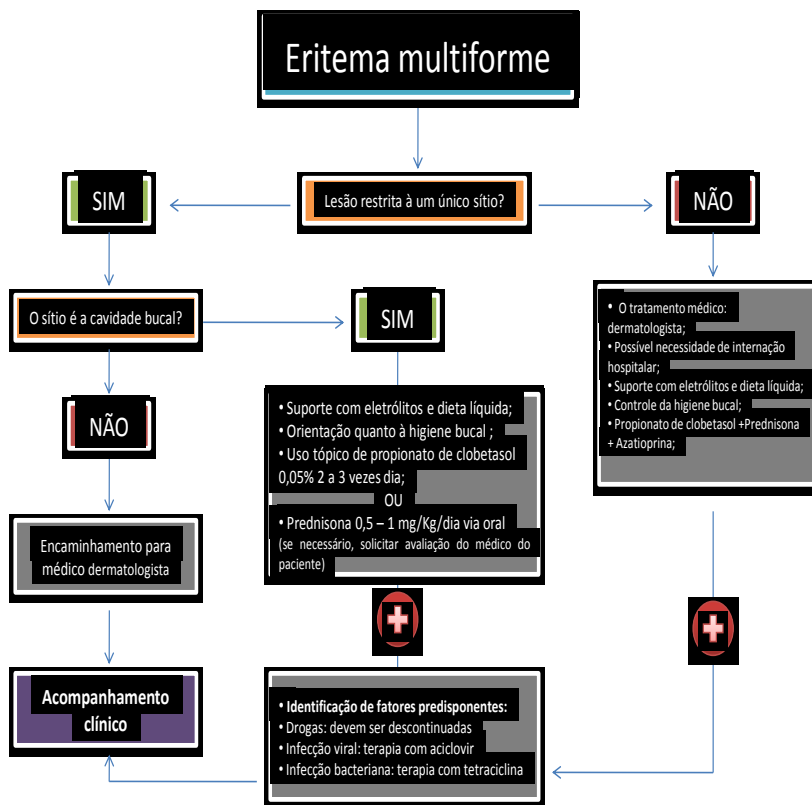 Eritema multiforme
SIM
Lesão restrita à um único sítio?
NÃO
O sítio é a cavidade bucal?
SIM
• O tratamento médico:
dermatologista;
• Possível necessidade de internação
hospitalar;
• Suporte com eletrólitos e dieta líquida;
• Controle da higiene bucal;
• Propionato de clobetasol +Prednisona
+ Azatioprina;
NÃO
• Suporte com eletrólitos e dieta líquida;
• Orientação quanto à higiene bucal ;
• Uso tópico de propionato de clobetasol
0,05% 2 a 3 vezes dia;
OU
• Prednisona 0,5 – 1 mg/Kg/dia via oral
(se necessário, solicitar avaliação do médico do
paciente)
Encaminhamento para
médico dermatologista
Acompanhamento
clínico
• Identificação de fatores predisponentes:
• Drogas: devem ser descontinuadas
• Infecção viral: terapia com aciclovir
• Infecção bacteriana: terapia com tetraciclina